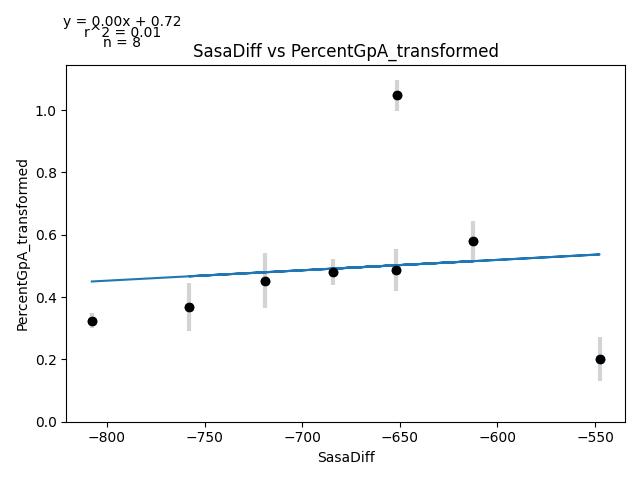 y = 0.00x + 0.72
r^2 = 0.01
n = 8
SasaDiff vs PercentGpA_transformed
PercentGpA_transformed
1.0
0.8
0.6
0.4
0.2
0.0
−800
−750
−700
−650
−600
−550
SasaDiff